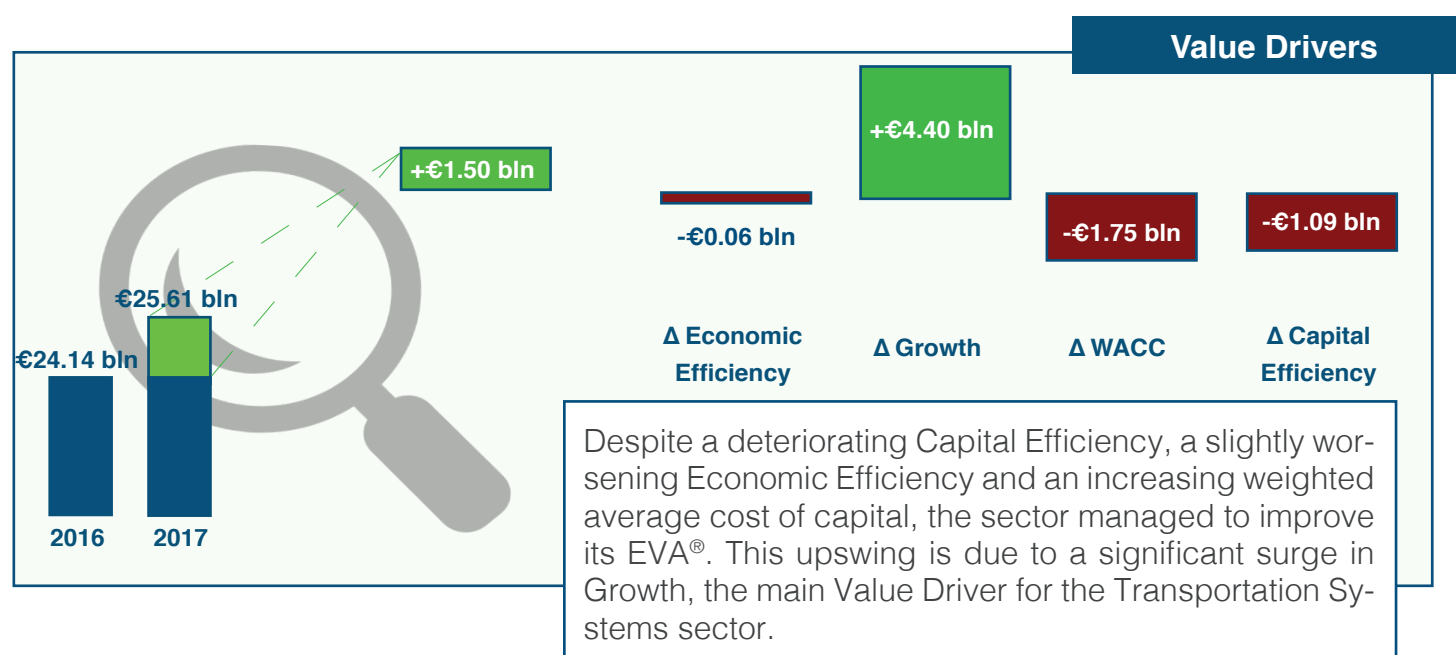 Value Drivers
+€1.50 bln
€25.61 bln
€24.14 bln
2016
2017
-€0.06 bln
+€4.40 bln
-€1.75 bln
-€1.09 bln
Δ Economic
Efficiency
Δ Growth
Δ WACC
Δ Capital
Efficiency
Despite a deteriorating Capital Efficiency, a slightly wor-
sening Economic Efficiency and an increasing weighted
average cost of capital, the sector managed to improve
its EVA®. This upswing is due to a significant surge in
Growth, the main Value Driver for the Transportation Sy-
stems sector.